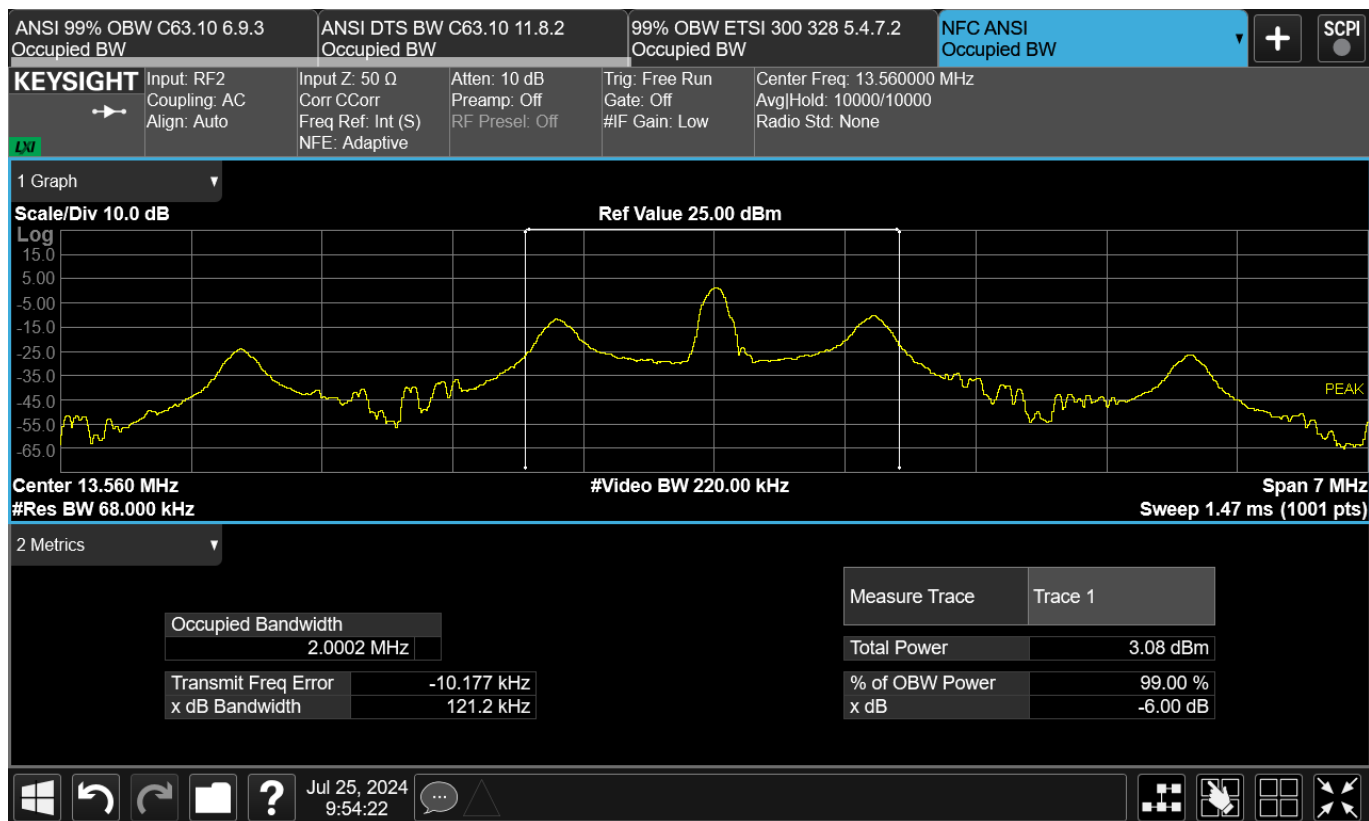 ANSI 99% OBW C63.10 6.9.3
Occupied BW
ANSI DTS BW C63.10 11.8.2
Occupied BW
99% OBW ETSI 300 328 5.4.7.2
Occupied BW
NFC ANSI
Occupied BW
SCPI
KEYSIGHT
LXI
Input: RF2
Coupling: AC
Align: Auto
Input Z: 50 Ω
Corr CCorr
Freq Ref: Int (S)
NFE: Adaptive
Atten: 10 dB
Preamp: Off
RF Presel: Off
Trig: Free Run
Gate: Off
#IF Gain: Low
Center Freq: 13.560000 MHz
Avg|Hold: 10000/10000
Radio Std: None
1 Graph
Scale/Div 10.0 dB
Ref Value 25.00 dBm
Log
15.0
5.00
-5.00
-15.0
-25.0
-35.0
-45.0
-55.0
-65.0
PEAK
Center 13.560 MHz
#Video BW 220.00 kHz
Span 7 MHz
#Res BW 68.000 kHz
Sweep 1.47 ms (1001 pts)
2 Metrics
Measure Trace Trace 1
Occupied Bandwidth
2.0002 MHz
Total Power 3.08 dBm
Transmit Freq Error -10.177 kHz
% of OBW Power 99.00 %
x dB Bandwidth 121.2 kHz
x dB -6.00 dB
?
Jul 25, 2024
9:54:22